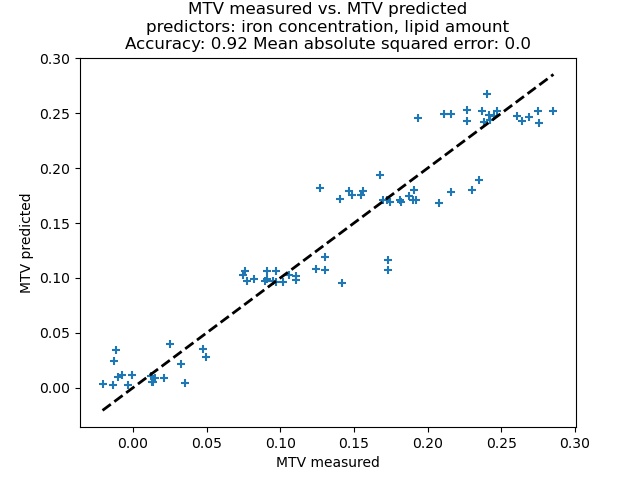 MTV measured vs. MTV predicted
predictors: iron concentration, lipid amount
Accuracy: 0.92 Mean absolute squared error: 0.0
0.30
0.25
0.20
0.15
0.10
0.05
0.00
MTV predicted
0.00 0.05 0.10 0.15 0.20 0.25 0.30
MTV measured